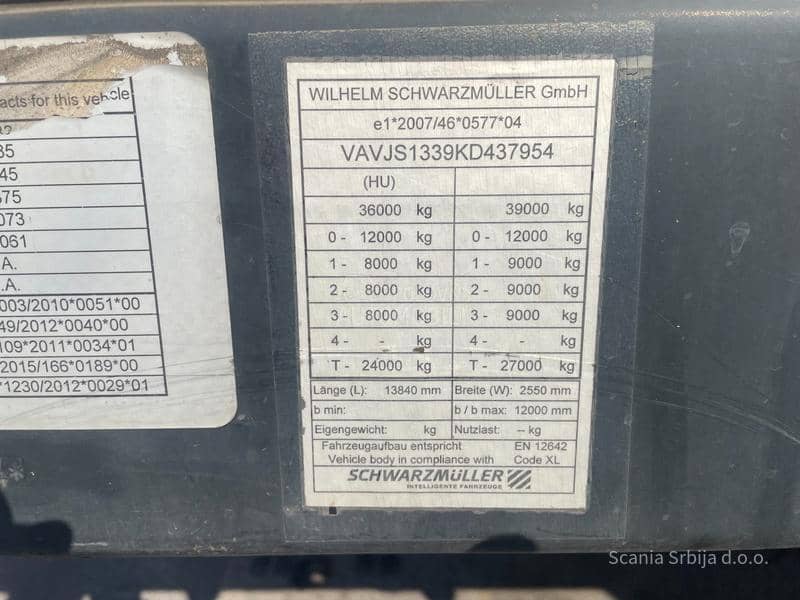 acts for this vehicle
35
45
675
073
061
A.
.A.
003/2010*0051*00
49/2012*0040*00
109*2011*0034*01
2015/166*0189*00
*1230/2012*0029*01
WILHELM SCHWARZMÜLLER GmbH
e1*2007/46*0577*04
VAVJS1339KD437954
(HU)
36000 kg 39000 kg
0 - 12000 kg 0 - 12000 kg
1 - 8000 kg 1 - 9000 kg
2 - 8000 kg 2 - 9000 kg
3 - 8000 kg 3 - 9000 kg
4 - - kg 4 - - kg
T - 24000 kg T - 27000 kg
Länge (L): 13840 mm Breite (W): 2550 mm
b min: b / b max: 12000 mm
Eigengewicht: kg Nutzlast: -- kg
Fahrzeugaufbau entspricht EN 12642
Vehicle body in compliance with Code XL
SCHWARZMÜLLER
INTELLIGENTE FAHRZEUGE
Scania Srbija d.o.o.